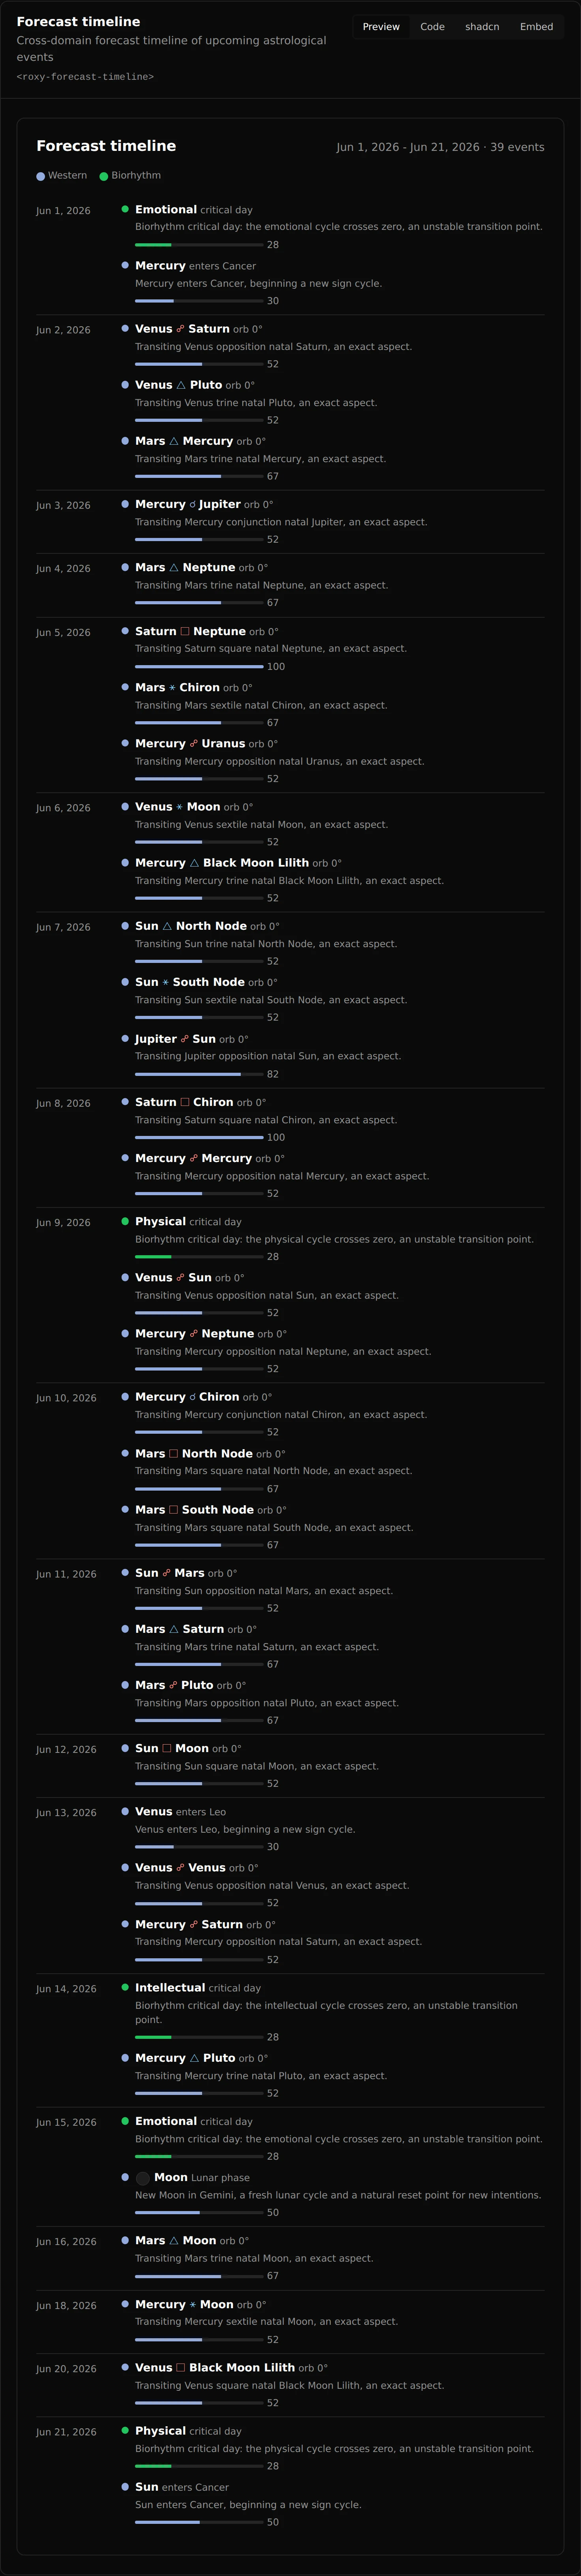 Forecast timeline
Cross-domain forecast timeline of upcoming astrological
events
<roxy-forecast-timeline>
Preview Code shadcn Embed
Forecast timeline
Jun 1, 2026 - Jun 21, 2026 · 39 events
Western Biorhythm
Jun 1, 2026
Emotional critical day
Biorhythm critical day: the emotional cycle crosses zero, an unstable transition point.
28
Mercury enters Cancer
Mercury enters Cancer, beginning a new sign cycle.
30
Jun 2, 2026
Venus ☍ Saturn orb 0°
Transiting Venus opposition natal Saturn, an exact aspect.
52
Venus △ Pluto orb 0°
Transiting Venus trine natal Pluto, an exact aspect.
52
Mars △ Mercury orb 0°
Transiting Mars trine natal Mercury, an exact aspect.
67
Jun 3, 2026
Mercury ☌ Jupiter orb 0°
Transiting Mercury conjunction natal Jupiter, an exact aspect.
52
Jun 4, 2026
Mars △ Neptune orb 0°
Transiting Mars trine natal Neptune, an exact aspect.
67
Jun 5, 2026
Saturn □ Neptune orb 0°
Transiting Saturn square natal Neptune, an exact aspect.
100
Mars ⚹ Chiron orb 0°
Transiting Mars sextile natal Chiron, an exact aspect.
67
Mercury ☍ Uranus orb 0°
Transiting Mercury opposition natal Uranus, an exact aspect.
52
Jun 6, 2026
Venus ⚹ Moon orb 0°
Transiting Venus sextile natal Moon, an exact aspect.
52
Mercury △ Black Moon Lilith orb 0°
Transiting Mercury trine natal Black Moon Lilith, an exact aspect.
52
Jun 7, 2026
Sun △ North Node orb 0°
Transiting Sun trine natal North Node, an exact aspect.
52
Sun ⚹ South Node orb 0°
Transiting Sun sextile natal South Node, an exact aspect.
52
Jupiter ☍ Sun orb 0°
Transiting Jupiter opposition natal Sun, an exact aspect.
82
Jun 8, 2026
Saturn □ Chiron orb 0°
Transiting Saturn square natal Chiron, an exact aspect.
100
Mercury ☍ Mercury orb 0°
Transiting Mercury opposition natal Mercury, an exact aspect.
52
Jun 9, 2026
Physical critical day
Biorhythm critical day: the physical cycle crosses zero, an unstable transition point.
28
Venus ☍ Sun orb 0°
Transiting Venus opposition natal Sun, an exact aspect.
52
Mercury ☍ Neptune orb 0°
Transiting Mercury opposition natal Neptune, an exact aspect.
52
Jun 10, 2026
Mercury ☌ Chiron orb 0°
Transiting Mercury conjunction natal Chiron, an exact aspect.
52
Mars □ North Node orb 0°
Transiting Mars square natal North Node, an exact aspect.
67
Mars □ South Node orb 0°
Transiting Mars square natal South Node, an exact aspect.
67
Jun 11, 2026
Sun ☍ Mars orb 0°
Transiting Sun opposition natal Mars, an exact aspect.
52
Mars △ Saturn orb 0°
Transiting Mars trine natal Saturn, an exact aspect.
67
Mars ☍ Pluto orb 0°
Transiting Mars opposition natal Pluto, an exact aspect.
67
Jun 12, 2026
Sun □ Moon orb 0°
Transiting Sun square natal Moon, an exact aspect.
52
Jun 13, 2026
Venus enters Leo
Venus enters Leo, beginning a new sign cycle.
30
Venus ☍ Venus orb 0°
Transiting Venus opposition natal Venus, an exact aspect.
52
Mercury ☍ Saturn orb 0°
Transiting Mercury opposition natal Saturn, an exact aspect.
52
Jun 14, 2026
Intellectual critical day
Biorhythm critical day: the intellectual cycle crosses zero, an unstable transition
point.
28
Mercury △ Pluto orb 0°
Transiting Mercury trine natal Pluto, an exact aspect.
52
Jun 15, 2026
Emotional critical day
Biorhythm critical day: the emotional cycle crosses zero, an unstable transition point.
28
Moon Lunar phase
New Moon in Gemini, a fresh lunar cycle and a natural reset point for new intentions.
50
Jun 16, 2026
Mars △ Moon orb 0°
Transiting Mars trine natal Moon, an exact aspect.
67
Jun 18, 2026
Mercury ⚹ Moon orb 0°
Transiting Mercury sextile natal Moon, an exact aspect.
52
Jun 20, 2026
Venus □ Black Moon Lilith orb 0°
Transiting Venus square natal Black Moon Lilith, an exact aspect.
52
Jun 21, 2026
Physical critical day
Biorhythm critical day: the physical cycle crosses zero, an unstable transition point.
28
Sun enters Cancer
Sun enters Cancer, beginning a new sign cycle.
50